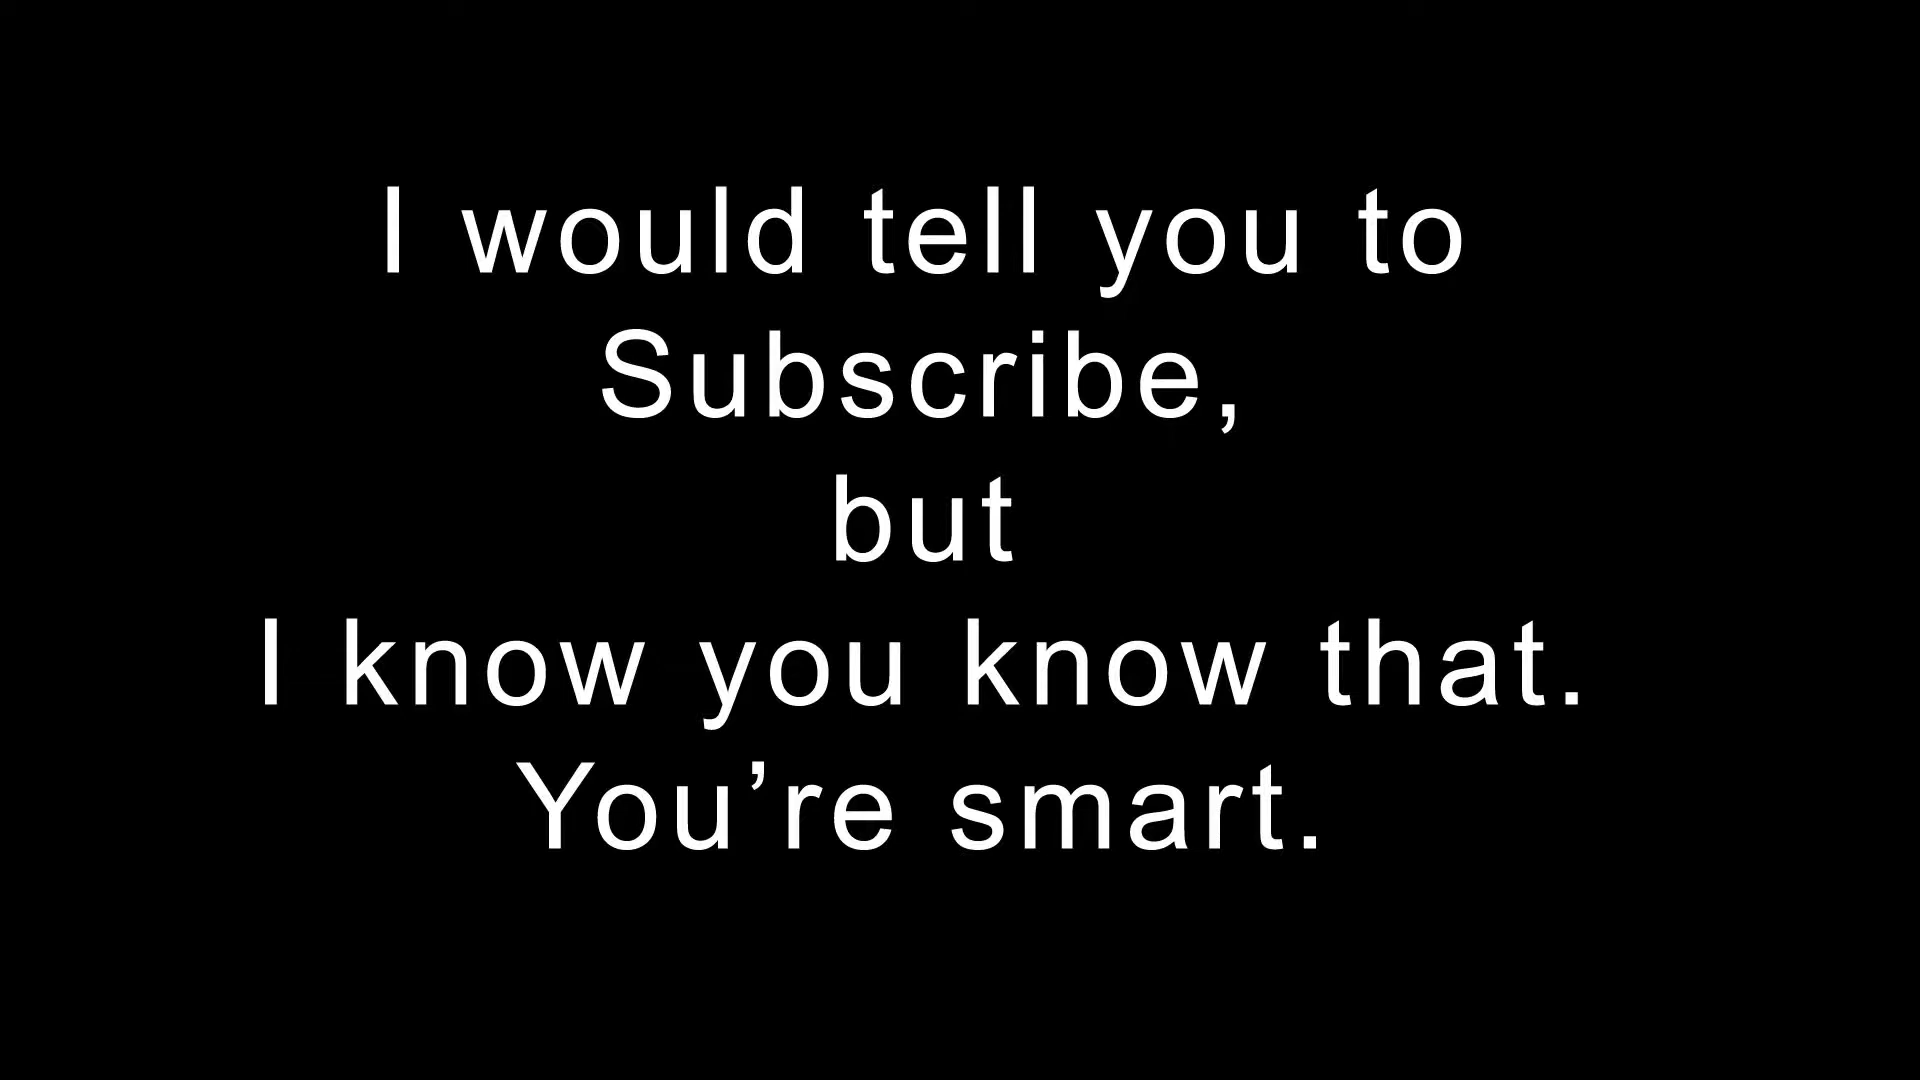 I would tell you to
Subscribe,
but
I know you know that.
You’re smart.